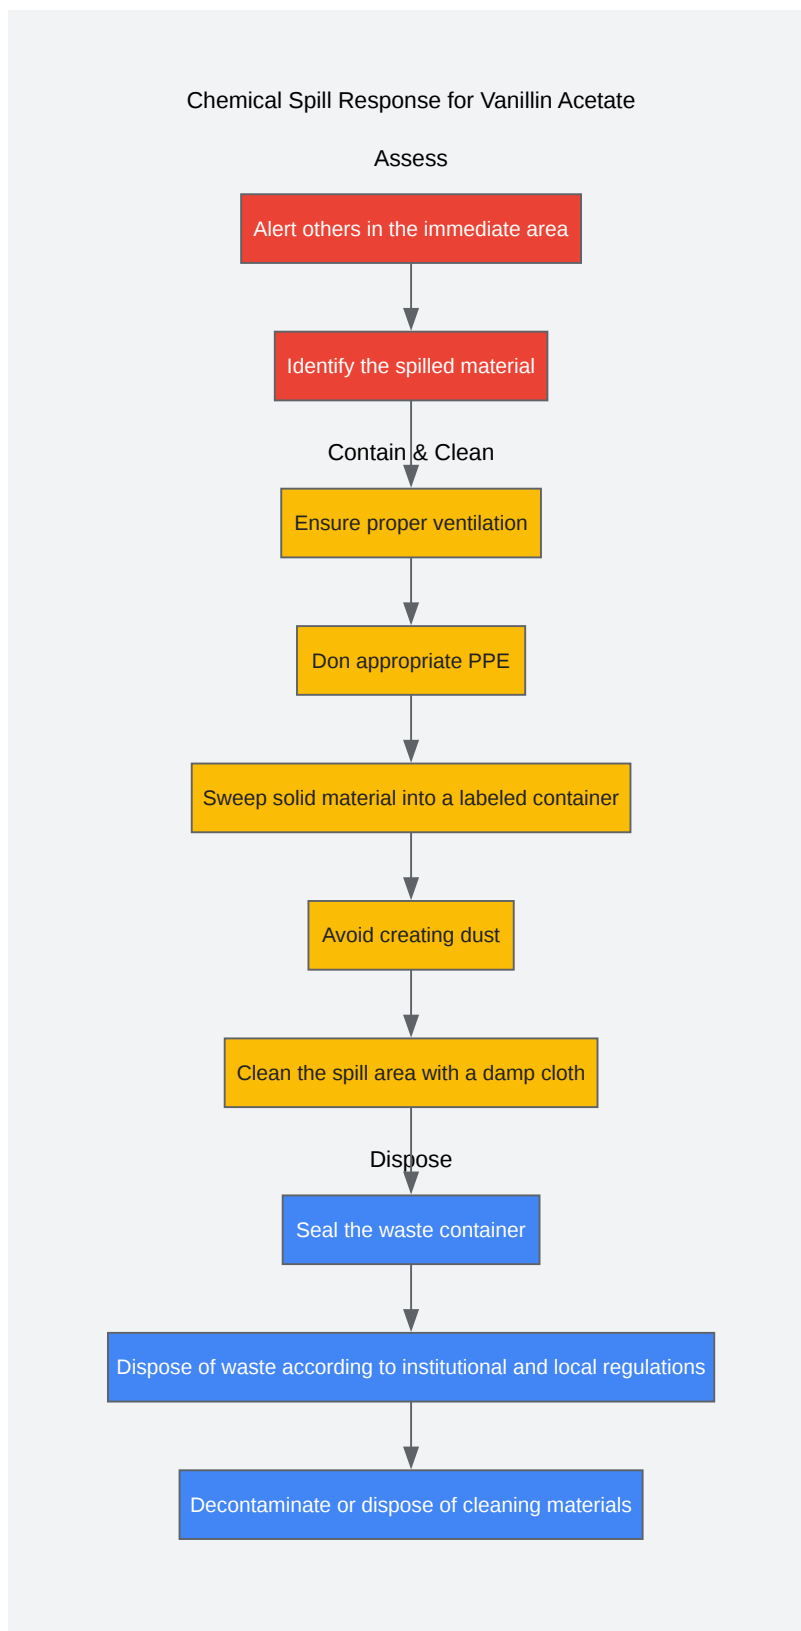 Chemical Spill Response for Vanillin Acetate
Assess
Alert others in the immediate area
Identify the spilled material
Contain & Clean
Ensure proper ventilation
Don appropriate PPE
Sweep solid material into a labeled container
Avoid creating dust
Clean the spill area with a damp cloth
Dispose
Seal the waste container
Dispose of waste according to institutional and local regulations
Decontaminate or dispose of cleaning materials